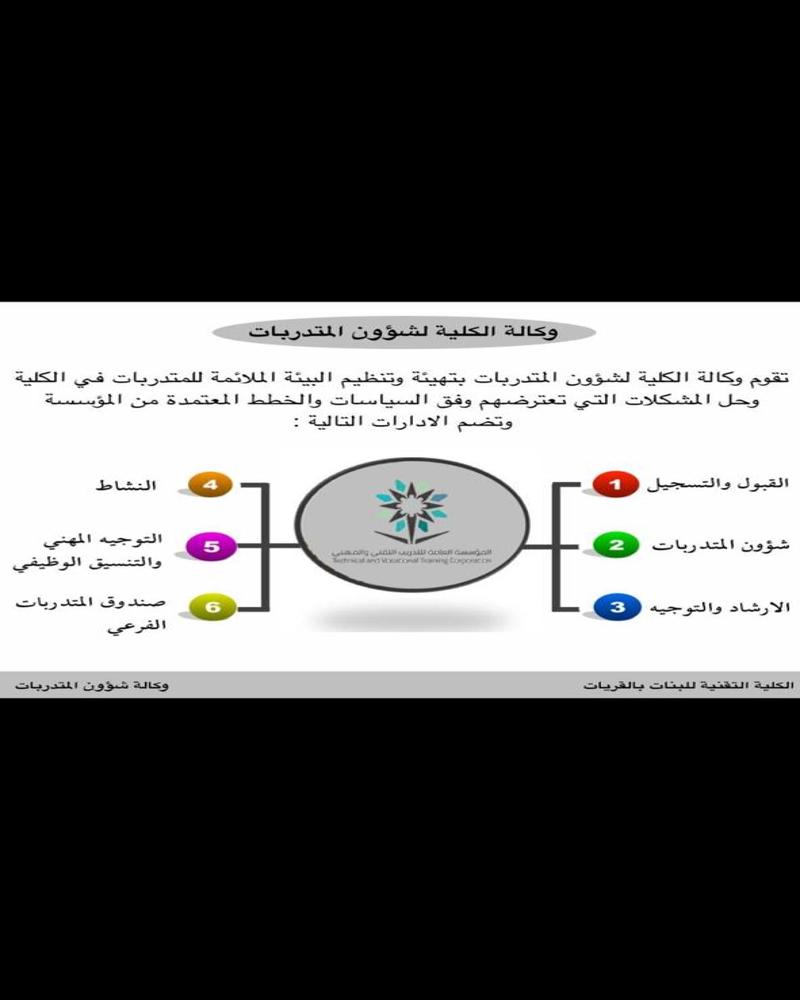 وكالة الكلية لشؤون المتدربات
تقوم وكالة الكلية لشؤون المتدربات بتهيئة وتنظيم البيئة الملائمة للمتدربات في الكلية
وحل المشكلات التي تعترضهم وفق السياسات والخطط المعتمدة من المؤسسة
وتضم الادارات التالية :
القبول والتسجيل 1
شؤون المتدربات 2
الارشاد والتوجيه 3
المؤسسة العامة للتدريب التقني والمهني
Technical and Vocational Training Corporation
4 النشاط
5 التوجيه المهني
والتنسيق الوظيفي
6 صندوق المتدربات
الفرعي
الكلية التقنية للبنات بالقريات
وكالة شؤون المتدربات